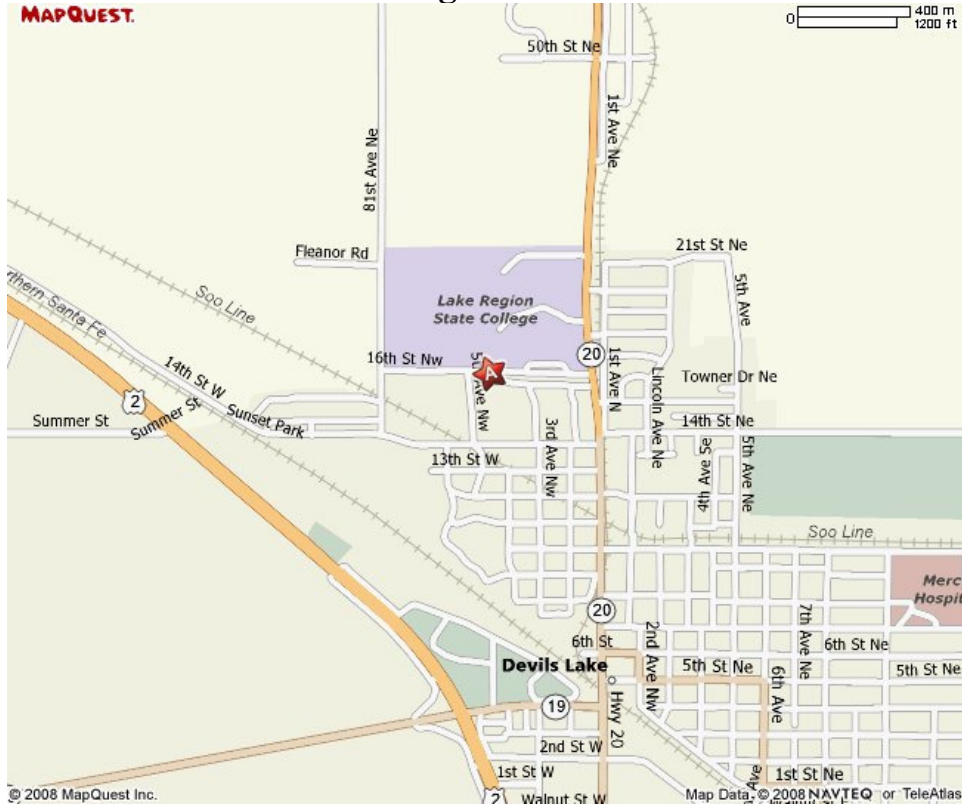 MAPQUEST.
0 400 m
1200 ft
50th St Ne
1st Ave Ne
81st Ave Ne
21st St Ne
Fleanor Rd
5th Ave
Soo Line
Lake Region
State College
rthern Santa Fe
20
16th St Nw
A
5th Ave Nw
1st Ave N
Lincoln Ave Ne
Towner Dr Ne
14th St W
2
Summer St
Summer St
Sunset Park
3rd Ave Nw
14th St Ne
13th St W
4th Ave Se
5th Ave Ne
Soo Line
Merc
Hospit
20
6th St
2nd Ave Nw
7th Ave Ne
6th St Ne
Devils Lake
5th St Ne
6th Ave
5th St Ne
19
Hwy 20
2nd St W
1st St W
Ave
1st St Ne
2
Walnut St W
© 2008 MapQuest Inc.
Map Data © 2008 NAVTEQ or TeleAtlas